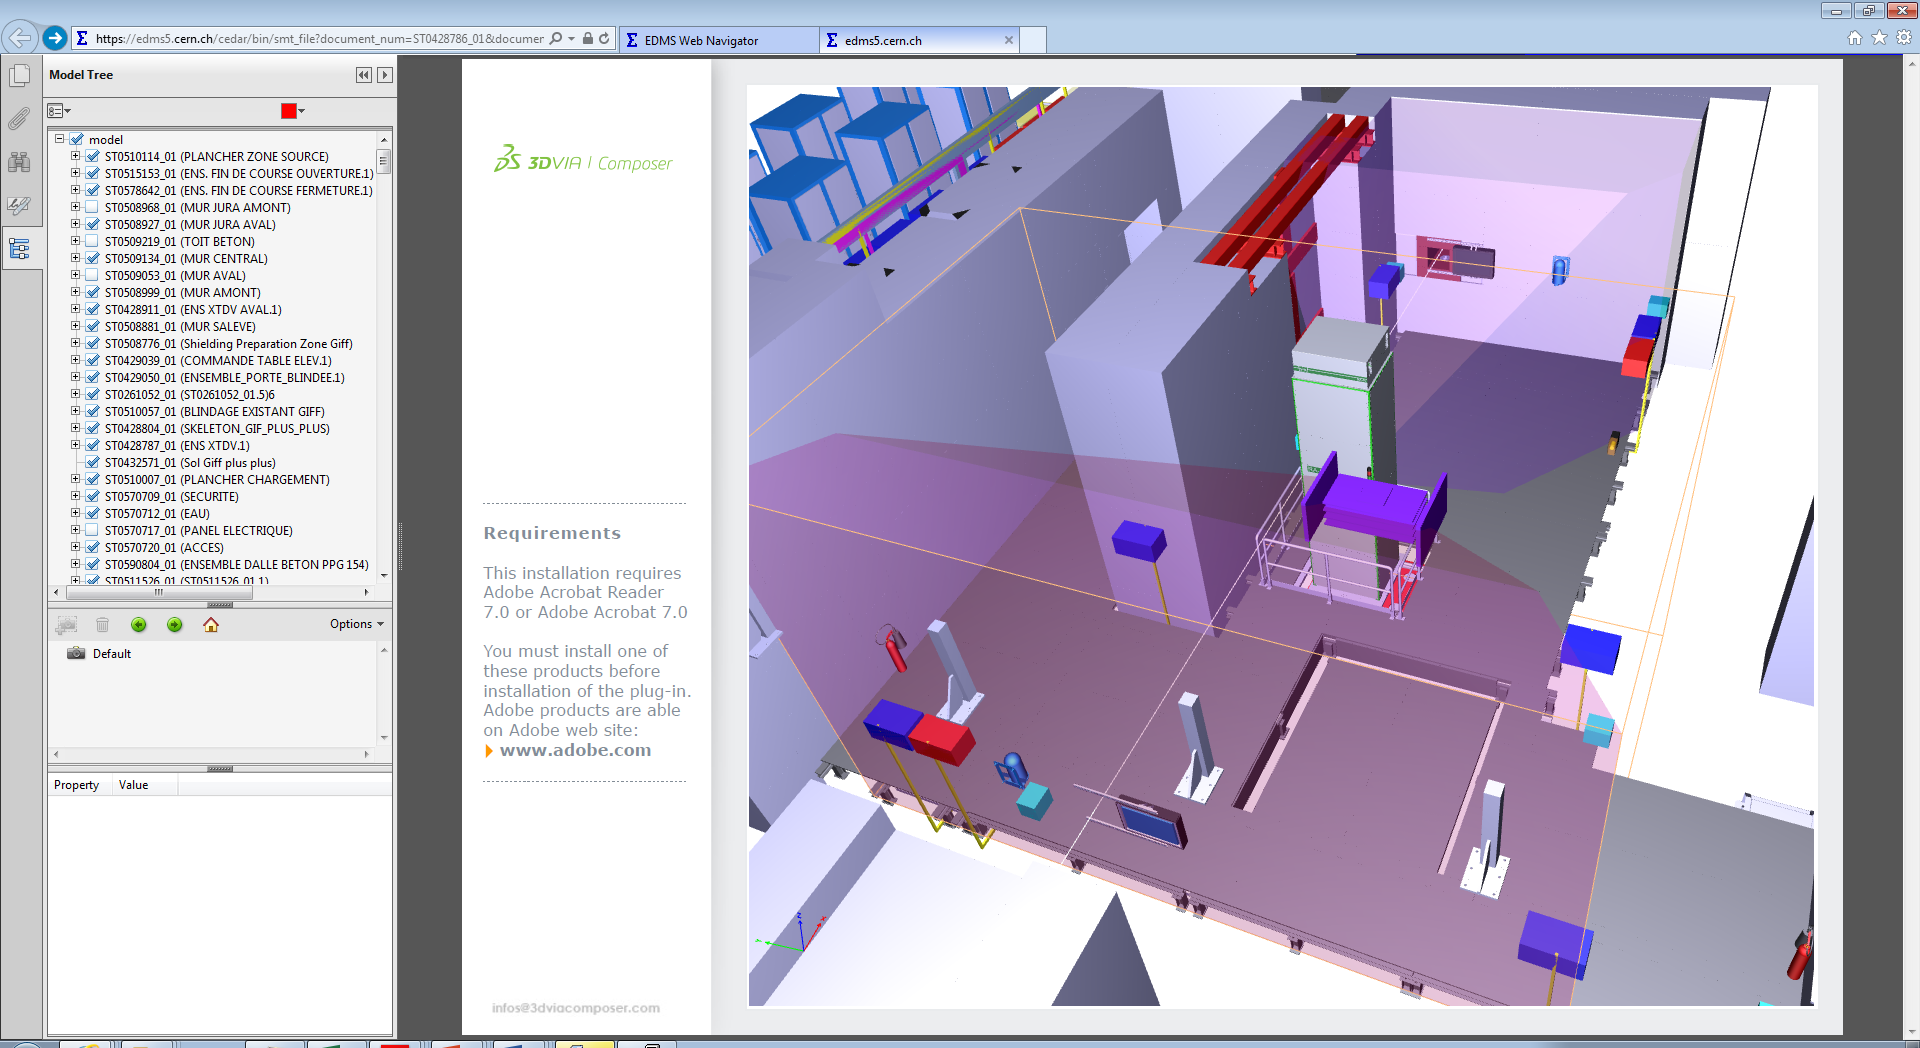 https://edms5.cern.ch/cedar/bin/smt_file?document_num=ST0428786_01&documer
EDMS Web Navigator
edms5.cern.ch
Model Tree
model
ST0510114_01 (PLANCHER ZONE SOURCE)
ST0515153_01 (ENS. FIN DE COURSE OUVERTURE.1)
ST0578642_01 (ENS. FIN DE COURSE FERMETURE.1)
ST0508968_01 (MUR JURA AMONT)
ST0508927_01 (MUR JURA AVAL)
ST0509219_01 (TOIT BETON)
ST0509134_01 (MUR CENTRAL)
ST0509053_01 (MUR AVAL)
ST0508999_01 (MUR AMONT)
ST0428911_01 (ENS XTDV AVAL.1)
ST0508881_01 (MUR SALEVE)
ST0508776_01 (Shielding Preparation Zone Giff)
ST0429039_01 (COMMANDE TABLE ELEV.1)
ST0429050_01 (ENSEMBLE_PORTE_BLINDEE.1)
ST0261052_01 (ST0261052_01.5)6
ST0510057_01 (BLINDAGE EXISTANT GIFF)
ST0428804_01 (SKELETON_GIF_PLUS_PLUS)
ST0428787_01 (ENS XTDV.1)
ST0432571_01 (Sol Giff plus plus)
ST0510007_01 (PLANCHER CHARGEMENT)
ST0570709_01 (SECURITE)
ST0570712_01 (EAU)
ST0570717_01 (PANEL ELECTRIQUE)
ST0570720_01 (ACCES)
ST0590804_01 (ENSEMBLE DALLE BETON PPG 154)
ST0511526_01 (ST0511526_01.1)
Options
Default
Property Value
3DVIA | Composer
Requirements
This installation requires
Adobe Acrobat Reader
7.0 or Adobe Acrobat 7.0
You must install one of
these products before
installation of the plug-in.
Adobe products are able
on Adobe web site:
www.adobe.com
infos@3dviacomposer.com
z
x